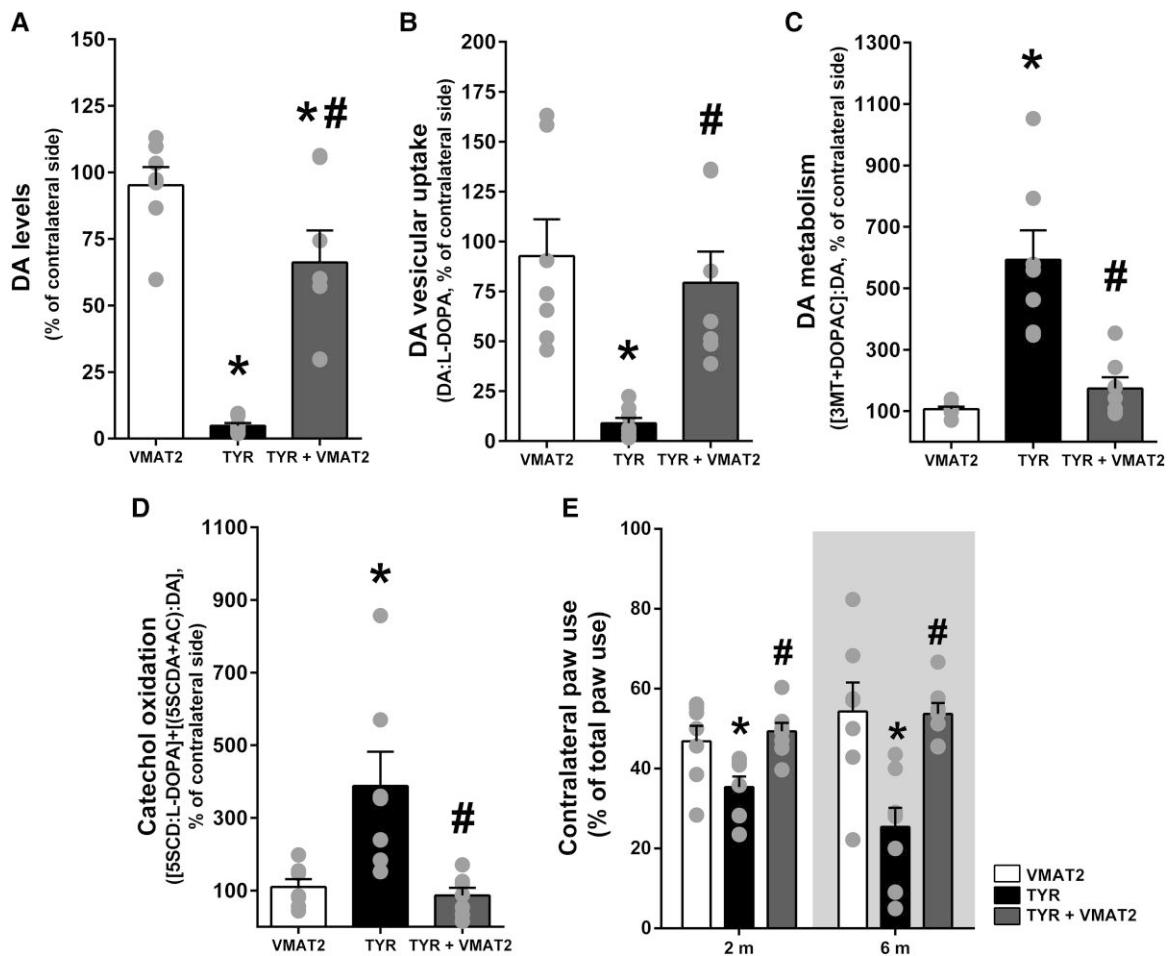 A
DA levels
(% of contralateral side)
150
125
100
75
50
25
0
*
* #
VMAT2 TYR TYR + VMAT2
B
DA vesicular uptake
(DA:L-DOPA, % of contralateral side)
200
175
150
125
100
75
50
25
0
*
#
VMAT2 TYR TYR + VMAT2
C
DA metabolism
([3MT+DOPAC]:DA, % of contralateral side)
1300
1100
900
700
500
300
100
*
#
VMAT2 TYR TYR + VMAT2
D
Catechol oxidation
([5SCD:L-DOPA]+[(5SCDA+AC):DA],
% of contralateral side)
1100
900
700
500
300
100
*
#
VMAT2 TYR TYR + VMAT2
E
Contralateral paw use
(% of total paw use)
100
80
60
40
20
0
*
#
*
#
2 m 6 m
VMAT2
TYR
TYR + VMAT2